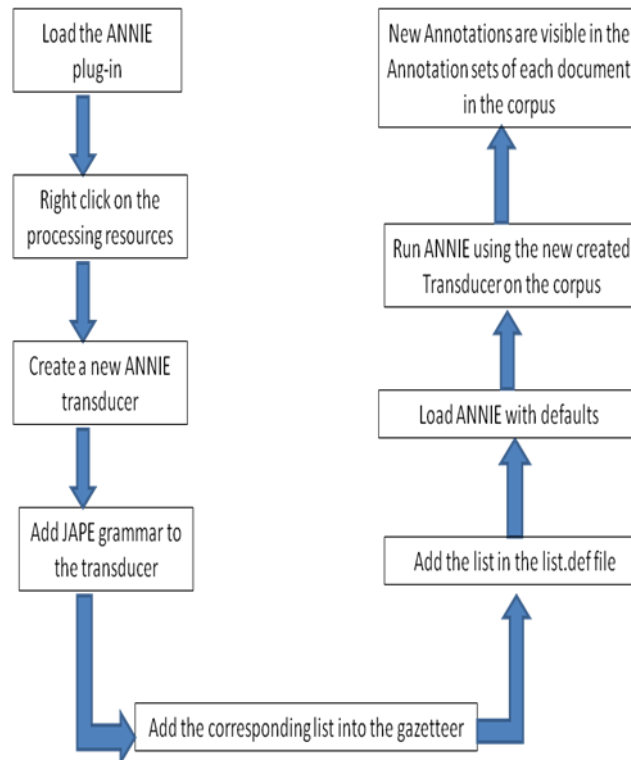 Load the ANNIE
plug-in
Right click on the
processing resources
Create a new ANNIE
transducer
Add JAPE grammar to
the transducer
Add the corresponding list into the gazetteer
Add the list in the list.def file
Load ANNIE with defaults
Run ANNIE using the new created
Transducer on the corpus
New Annotations are visible in the
Annotation sets of each document
in the corpus